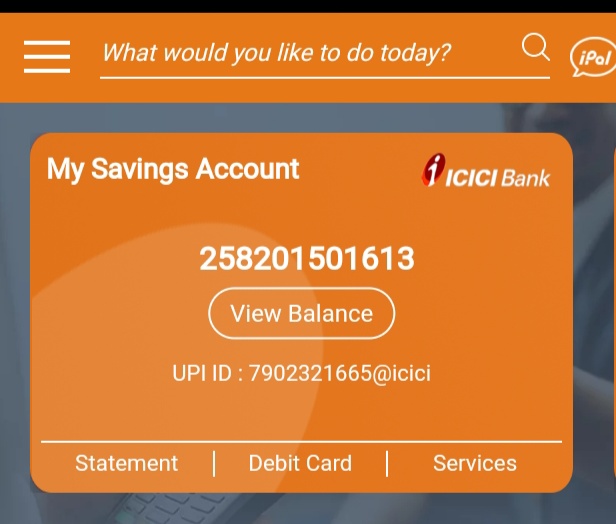 What would you like to do today?
iPal
My Savings Account
ICICI Bank
258201501613
View Balance
UPI ID : 7902321665@icici
Statement | Debit Card | Services